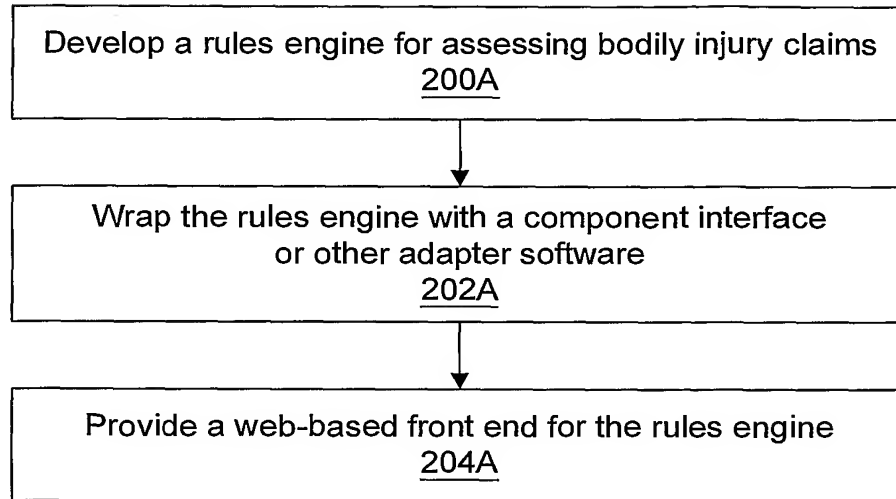 Develop a rules engine for assessing bodily injury claims
200A
Wrap the rules engine with a component interface
or other adapter software
202A
Provide a web-based front end for the rules engine
204A